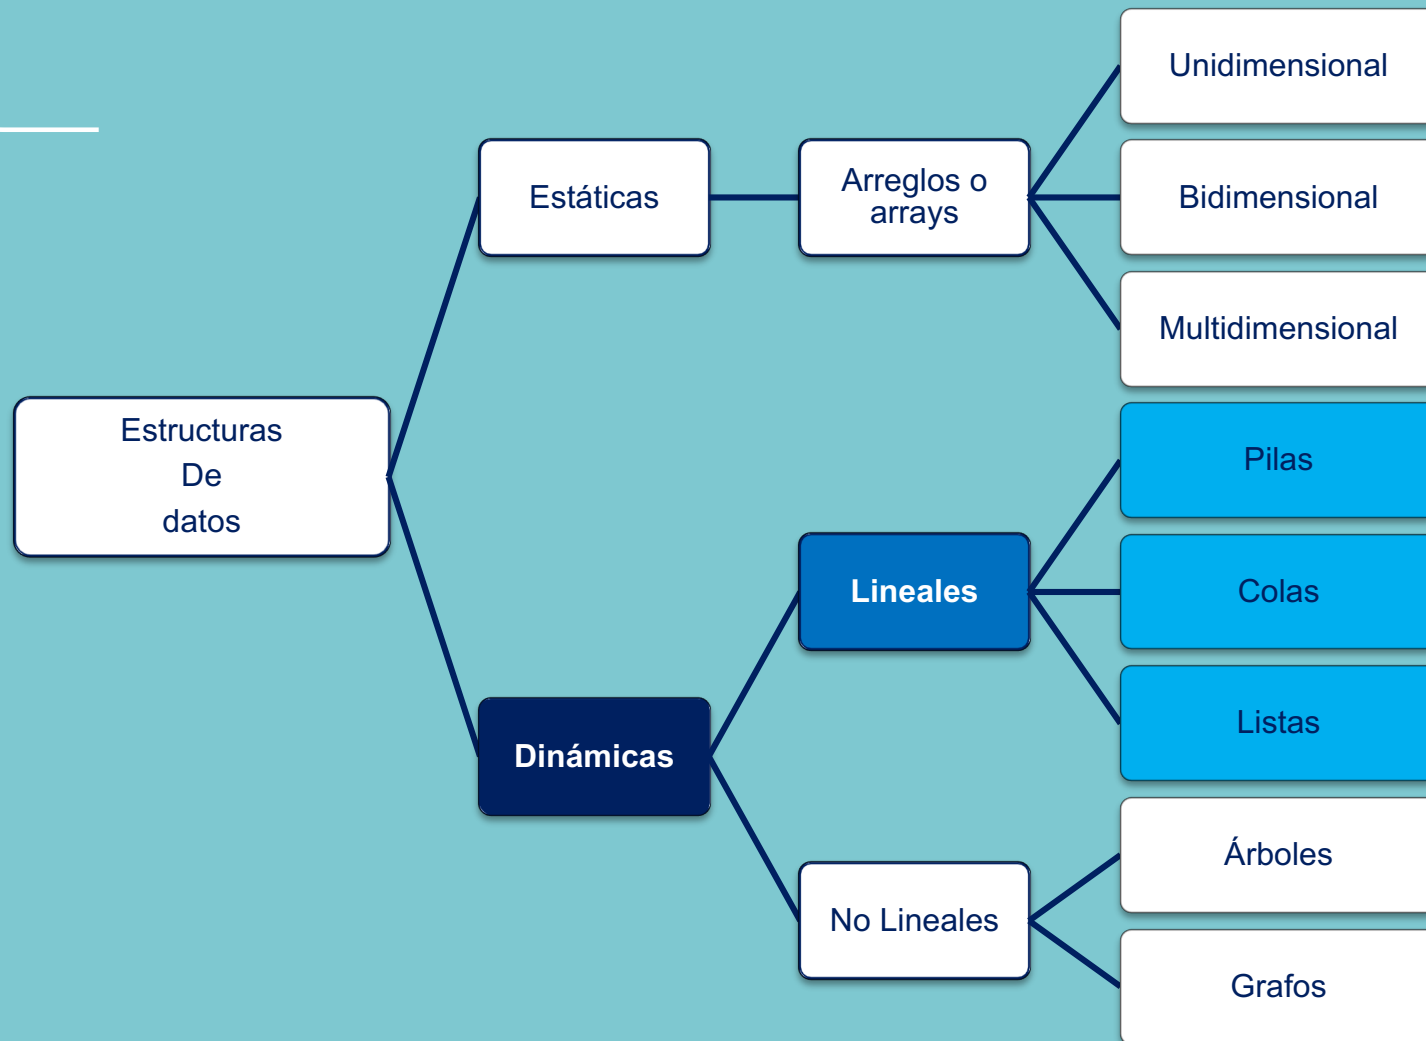 Estructuras
De
datos
Estáticas
Arreglos o
arrays
Unidimensional
Bidimensional
Multidimensional
Dinámicas
Lineales
Pilas
Colas
Listas
No Lineales
Árboles
Grafos